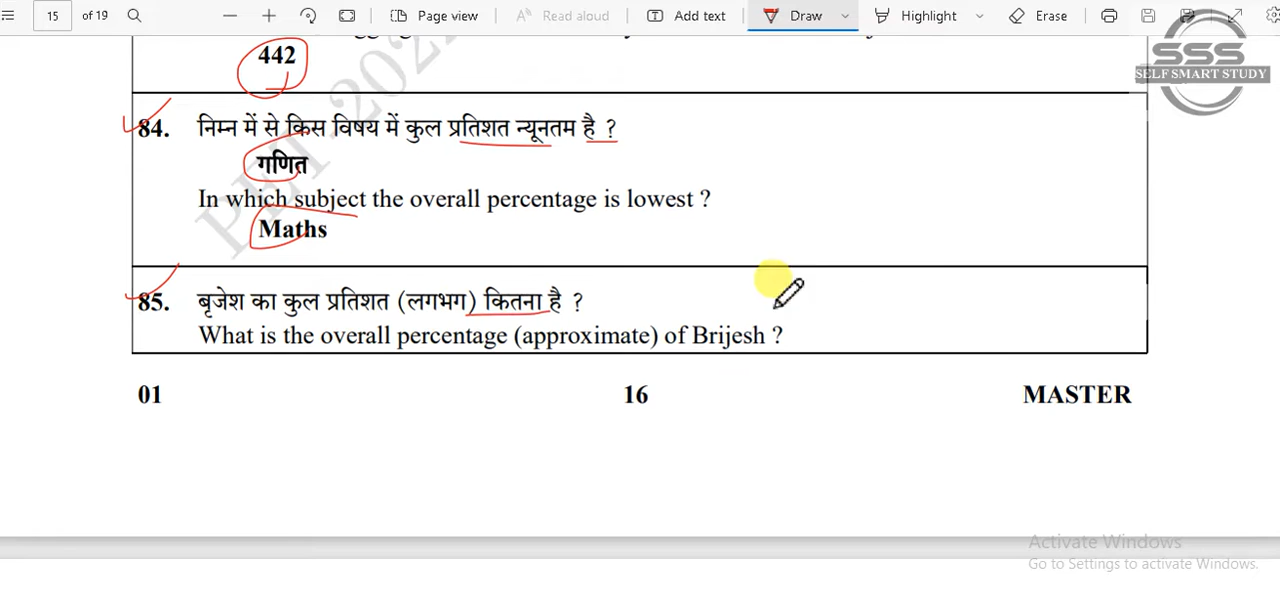 15 of 19 Page view Read aloud Add text Draw Highlight Erase
SSS
SELF SMART STUDY
442
PET-202
84. निम्न में से किस विषय में कुल प्रतिशत न्यूनतम है ?
गणित
In which subject the overall percentage is lowest ?
Maths
85. बृजेश का कुल प्रतिशत (लगभग) कितना है ?
What is the overall percentage (approximate) of Brijesh ?
01 16 MASTER
Activate Windows
Go to Settings to activate Windows.